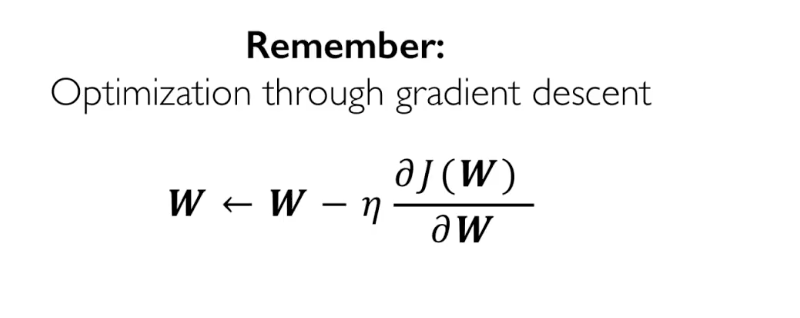 Remember:
Optimization through gradient descent
W ← W − η ∂J(W)/∂W